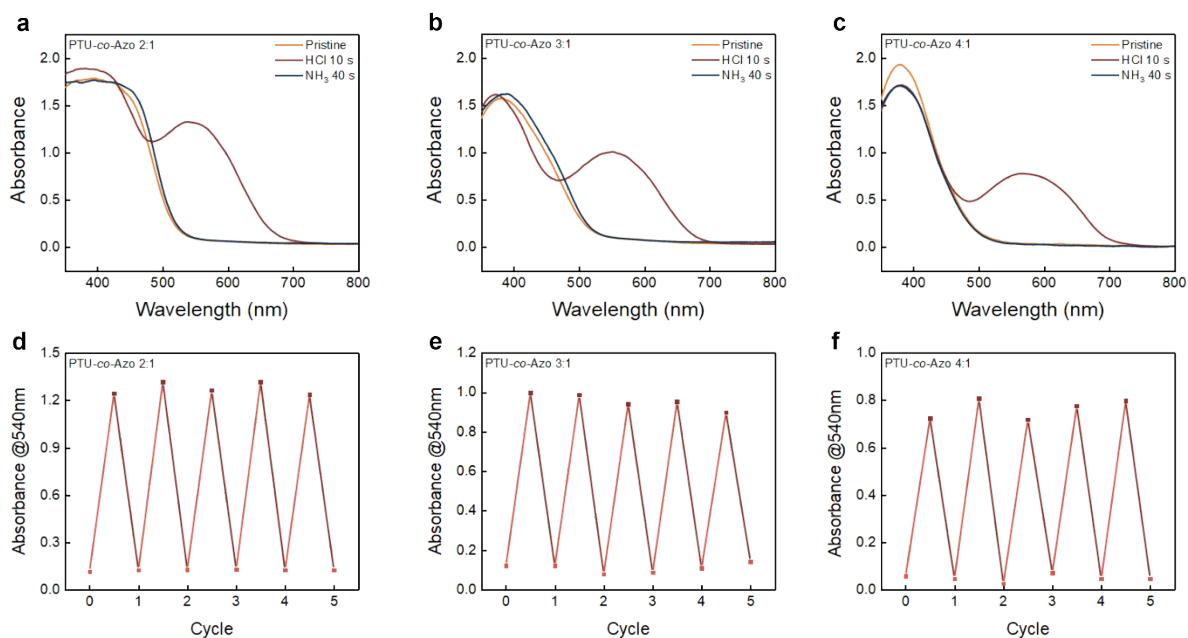 a
PTU-co-Azo 2:1
Pristine
HCl 10 s
NH₃ 40 s
2.0
1.5
1.0
0.5
0.0
Absorbance
400 500 600 700 800
Wavelength (nm)
b
PTU-co-Azo 3:1
Pristine
HCl 10 s
NH₃ 40 s
2.0
1.5
1.0
0.5
0.0
Absorbance
400 500 600 700 800
Wavelength (nm)
c
PTU-co-Azo 4:1
Pristine
HCl 10 s
NH₃ 40 s
2.0
1.5
1.0
0.5
0.0
Absorbance
400 500 600 700 800
Wavelength (nm)
d
PTU-co-Azo 2:1
1.5
1.2
0.9
0.6
0.3
0.0
Absorbance @540nm
0 1 2 3 4 5
Cycle
e
PTU-co-Azo 3:1
1.2
1.0
0.8
0.6
0.4
0.2
0.0
Absorbance @540nm
0 1 2 3 4 5
Cycle
f
PTU-co-Azo 4:1
1.0
0.8
0.6
0.4
0.2
0.0
Absorbance @540nm
0 1 2 3 4 5
Cycle